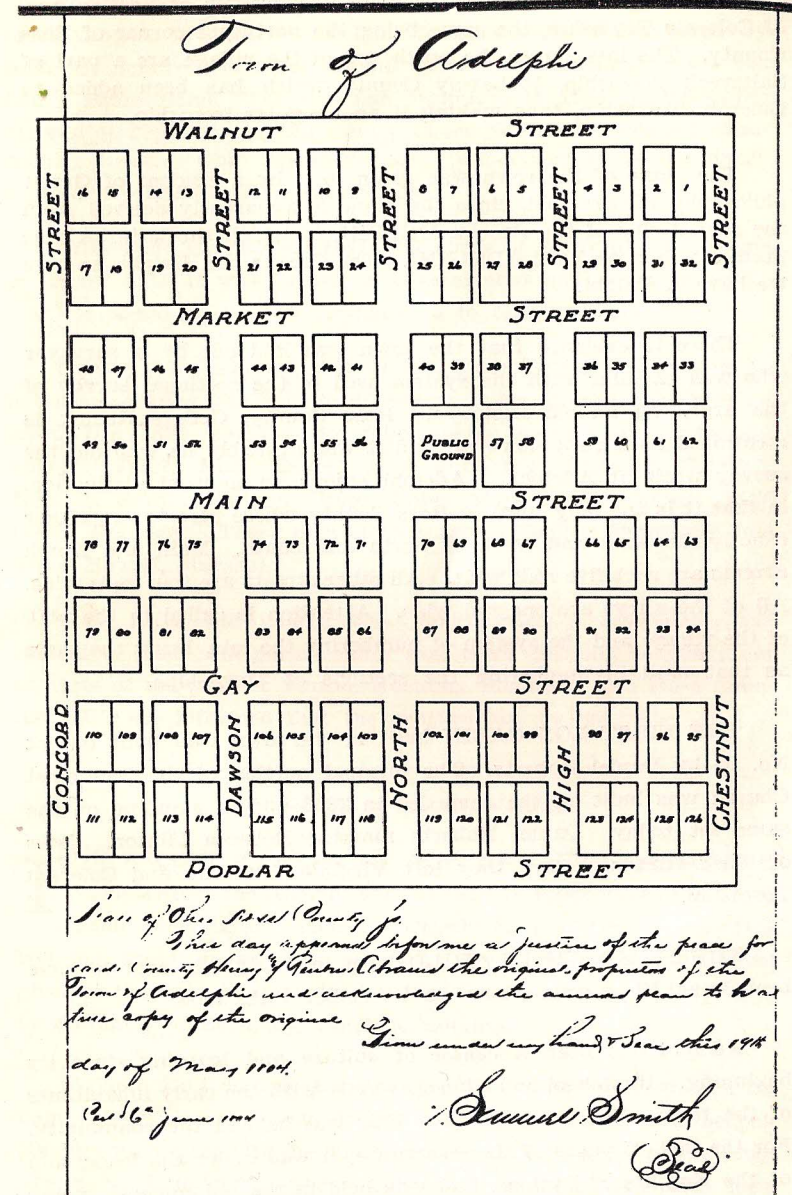 Town of Adelphi
WALNUT STREET
STREET STREET STREET STREET STREET
16 15 14 13 12 11 10 9 8 7 6 5 4 3 2 1
17 18 19 20 21 22 23 24 25 26 27 28 29 30 31 32
MARKET STREET
48 47 46 45 44 43 42 41 40 39 38 37 36 35 34 33
49 50 51 52 53 54 55 56 PUBLIC GROUND 57 58 59 60 61 62
MAIN STREET
78 77 76 75 74 73 72 71 70 69 68 67 66 65 64 63
79 80 81 82 83 84 85 86 87 88 89 90 91 92 93 94
GAY STREET
CONCORD DAWSON NORTH HIGH CHESTNUT
110 109 108 107 106 105 104 103 102 101 100 99 98 97 96 95
111 112 113 114 115 116 117 118 119 120 121 122 123 124 125 126
POPLAR STREET
State of Ohio Ross County
This day appeared before me a justice of the peace for
said County Henry & Abrams the original proprietors of the
Town of Adelphi and acknowledged the annexed plan to be a
true copy of the original
Given under my hand & Seal this 19th
day of May 1804.
6th June 1804
Samuel Smith
Seal